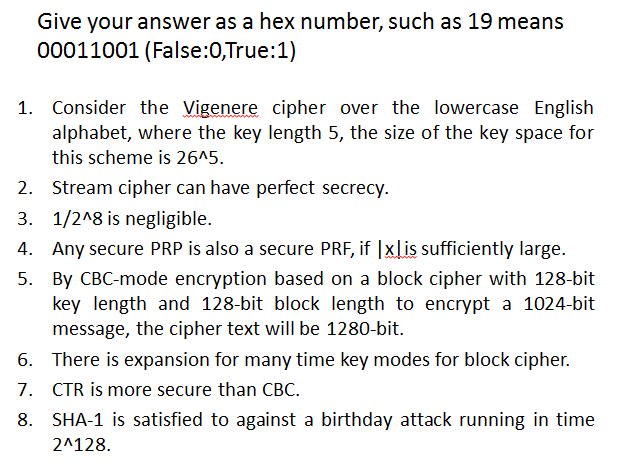 Give your answer as a hex number, such as 19 means
00011001 (False:0,True:1)
1. Consider the Vigenere cipher over the lowercase English
alphabet, where the key length 5, the size of the key space for
this scheme is 26^5.
2. Stream cipher can have perfect secrecy.
3. 1/2^8 is negligible.
4. Any secure PRP is also a secure PRF, if |x| is sufficiently large.
5. By CBC-mode encryption based on a block cipher with 128-bit
key length and 128-bit block length to encrypt a 1024-bit
message, the cipher text will be 1280-bit.
6. There is expansion for many time key modes for block cipher.
7. CTR is more secure than CBC.
8. SHA-1 is satisfied to against a birthday attack running in time
2^128.